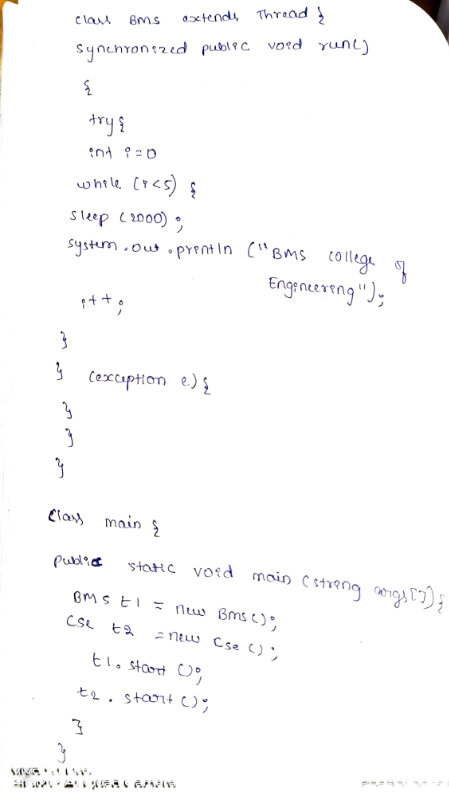 class BMS extends Thread {
synchronized public void run()
{
try {
int i=0
while (i<5) {
sleep (2000) ;
system.out.println ("BMS college of
Engineering");
i++;
}
} (exception e) {
}
}
}
class main {
public static void main (string args[]) {
BMS t1 = new Bms();
Cse t2 = new Cse ();
t1. start ();
t2. start ();
}
}